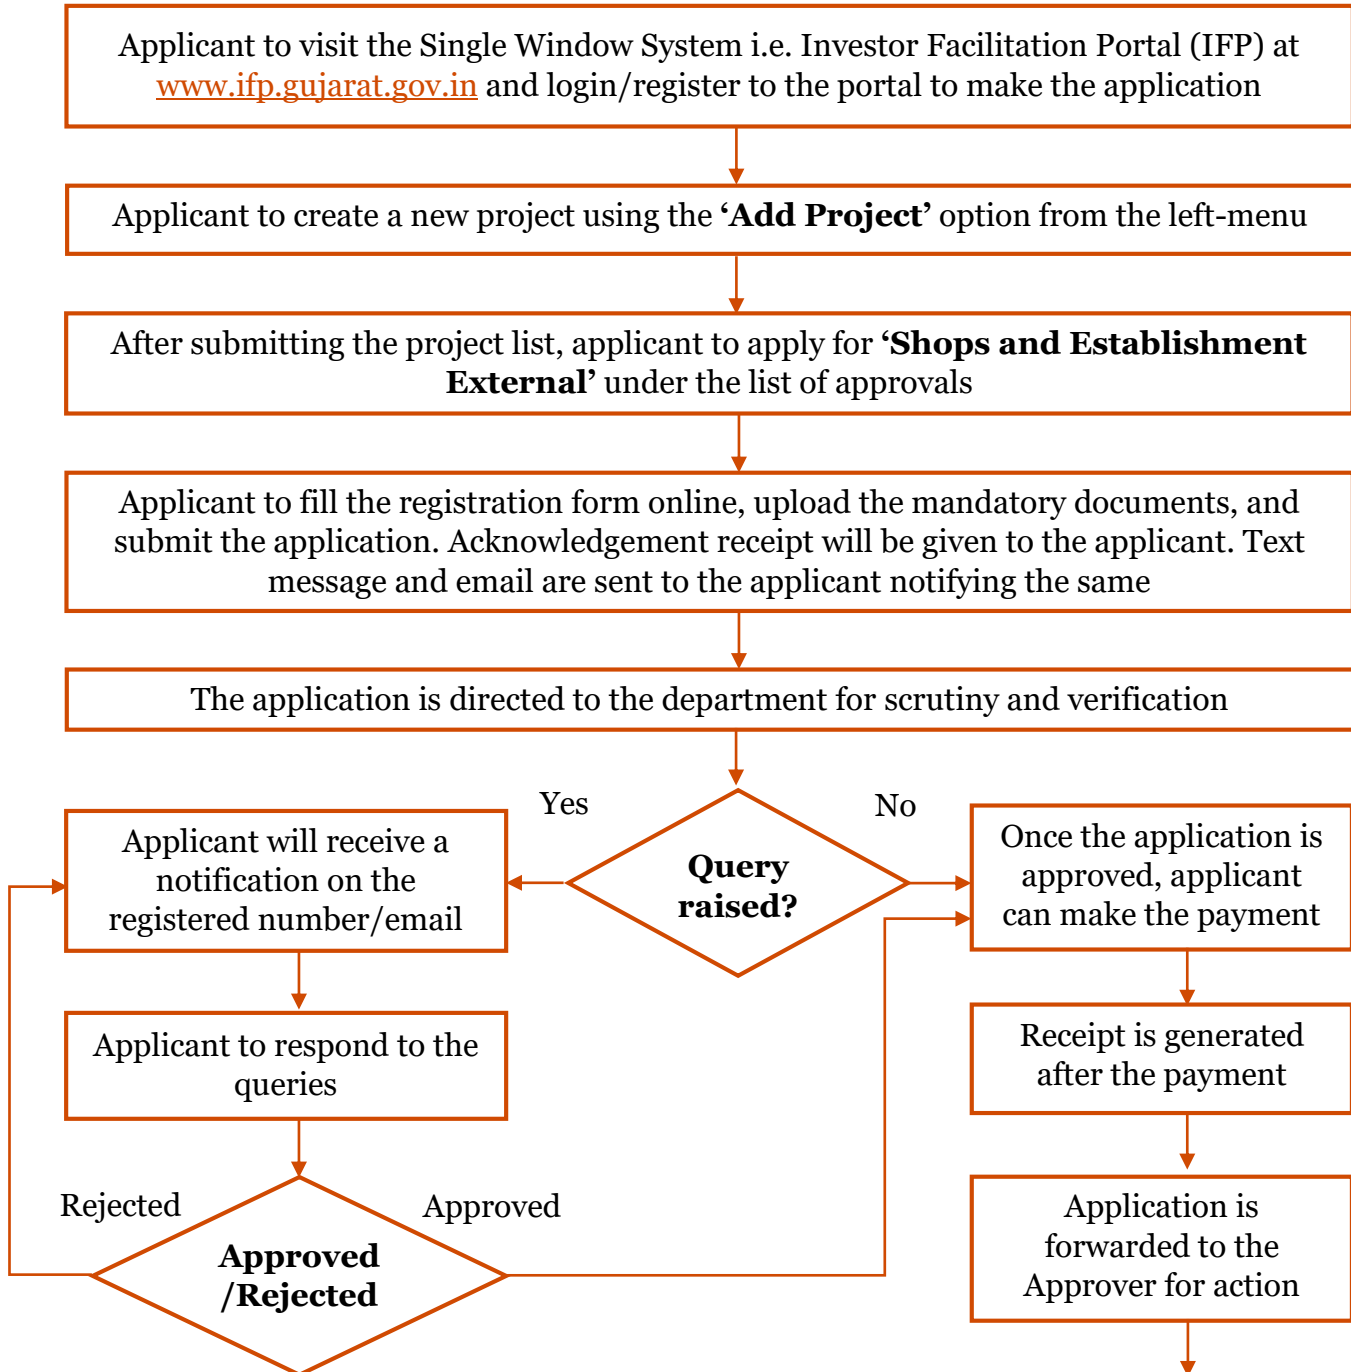 Applicant to visit the Single Window System i.e. Investor Facilitation Portal (IFP) at
www.ifp.gujarat.gov.in and login/register to the portal to make the application
Applicant to create a new project using the ‘Add Project’ option from the left-menu
After submitting the project list, applicant to apply for ‘Shops and Establishment
External’ under the list of approvals
Applicant to fill the registration form online, upload the mandatory documents, and
submit the application. Acknowledgement receipt will be given to the applicant. Text
message and email are sent to the applicant notifying the same
The application is directed to the department for scrutiny and verification
Yes
No
Query
raised?
Applicant will receive a
notification on the
registered number/email
Once the application is
approved, applicant
can make the payment
Applicant to respond to the
queries
Receipt is generated
after the payment
Rejected
Approved
Approved
/Rejected
Application is
forwarded to the
Approver for action